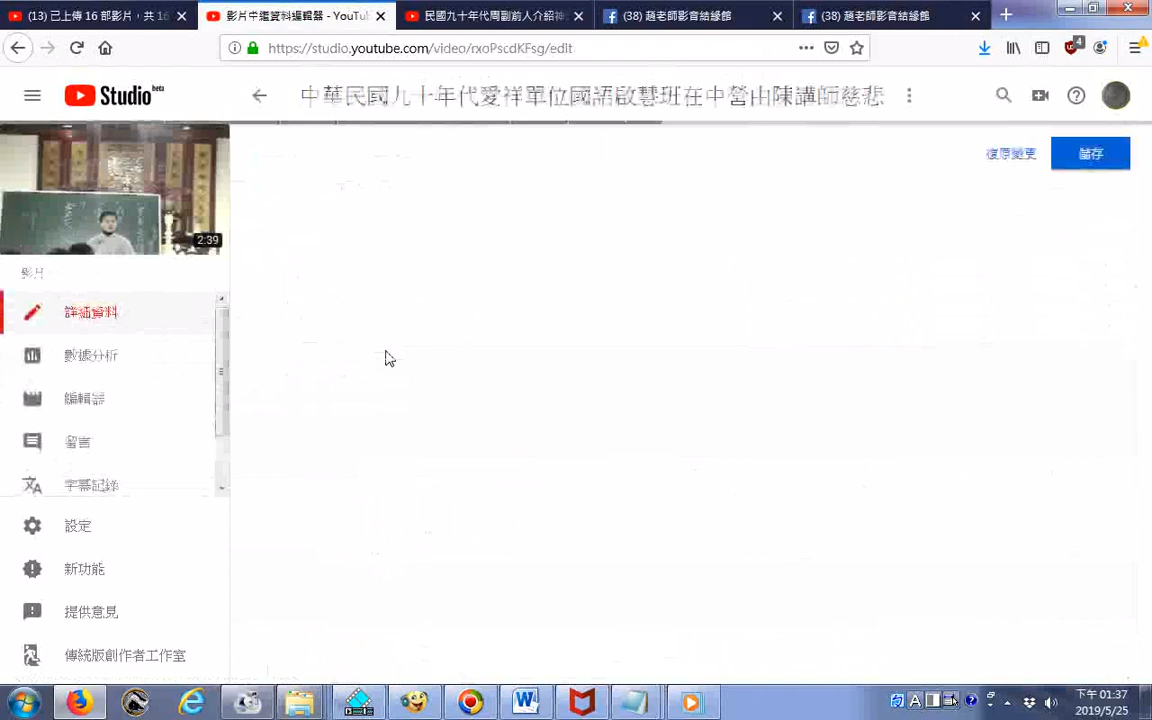 (13) 已上傳 16 部影片，共 16
影片中繼資料編輯器 - YouTu
民國九十年代周副前人介紹神
(38) 趙老師影音結緣館
(38) 趙老師影音結緣館
https://studio.youtube.com/video/rxoPscdKFsg/edit
4
Studio beta
中華民國九十年代愛祥單位國語啟慧班在中營由陳講師慈悲
復原變更
儲存
2:39
影片
詳細資料
數據分析
編輯器
留言
字幕記錄
設定
新功能
提供意見
傳統版創作者工作室
下午 01:37
2019/5/25